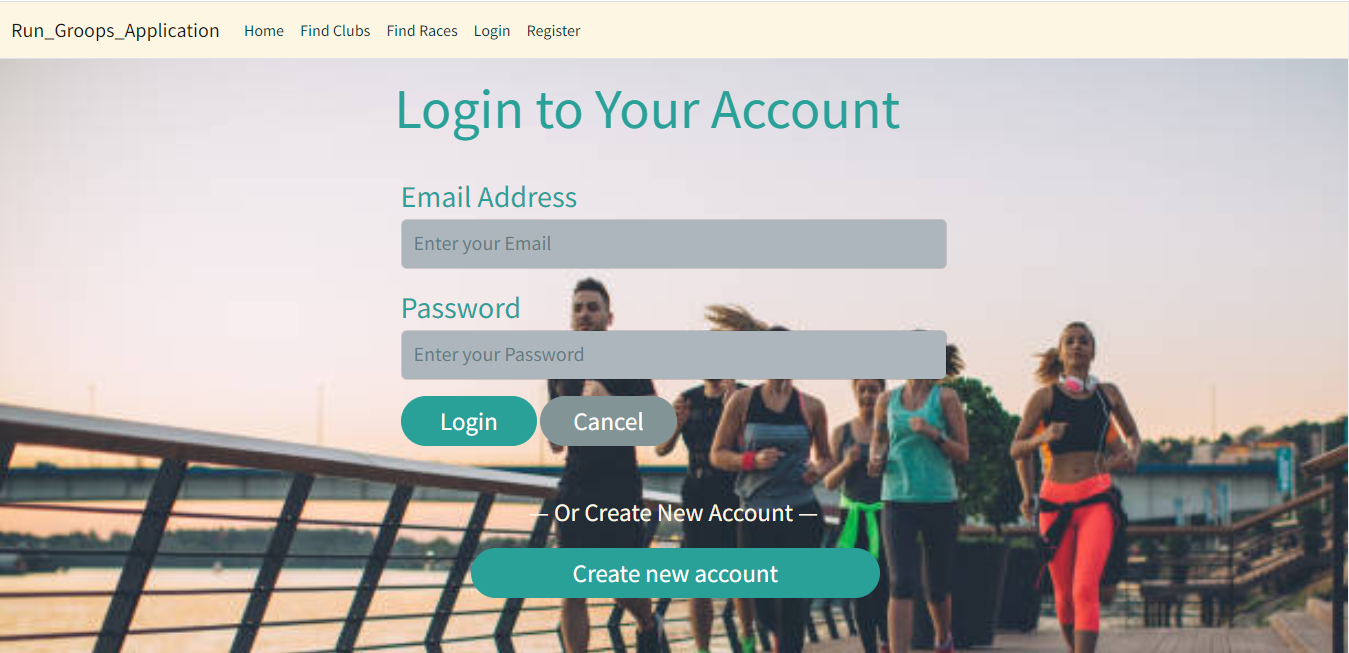 Run_Groops_Application Home Find Clubs Find Races Login Register
Login to Your Account
Email Address
Enter your Email
Password
Enter your Password
Login Cancel
— Or Create New Account —
Create new account